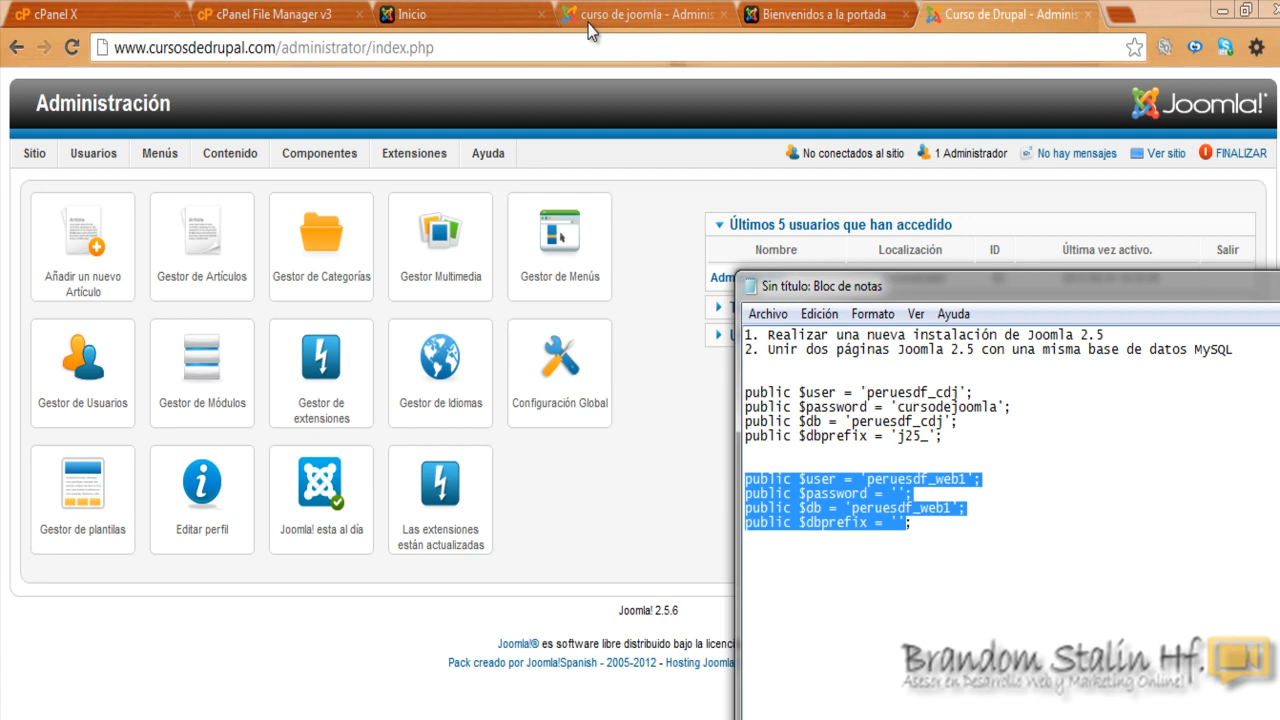 cPanel X
cPanel File Manager v3
Inicio
curso de joomla - Adminis
Bienvenidos a la portada
Curso de Drupal - Adminis
www.cursosdedrupal.com/administrator/index.php
Administración
Joomla!
Sitio
Usuarios
Menús
Contenido
Componentes
Extensiones
Ayuda
No conectados al sitio
1 Administrador
No hay mensajes
Ver sitio
FINALIZAR
Añadir un nuevo
Artículo
Gestor de Artículos
Gestor de Categorías
Gestor Multimedia
Gestor de Menús
Gestor de Usuarios
Gestor de Módulos
Gestor de
extensiones
Gestor de Idiomas
Configuración Global
Gestor de plantilas
Editar perfil
Joomla! esta al día
Las extensiones
están actualizadas
Últimos 5 usuarios que han accedido
Nombre
Localización
ID
Última vez activo.
Salir
Adm
Sin título: Bloc de notas
Archivo
Edición
Formato
Ver
Ayuda
1. Realizar una nueva instalación de Joomla 2.5
2. Unir dos páginas Joomla 2.5 con una misma base de datos MySQL
public $user = 'peruesdf_cdj';
public $password = 'cursodejoomla';
public $db = 'peruesdf_cdj';
public $dbprefix = 'j25_';
public $user = 'peruesdf_web1';
public $password = '';
public $db = 'peruesdf_web1';
public $dbprefix = '';
Joomla! 2.5.6
Joomla!® es software libre distribuido bajo la licenci
Pack creado por Joomla!Spanish - 2005-2012 - Hosting Joomla
Brandom Stalin Hf.
Asesor en Desarrollo Web y Marketing Online!